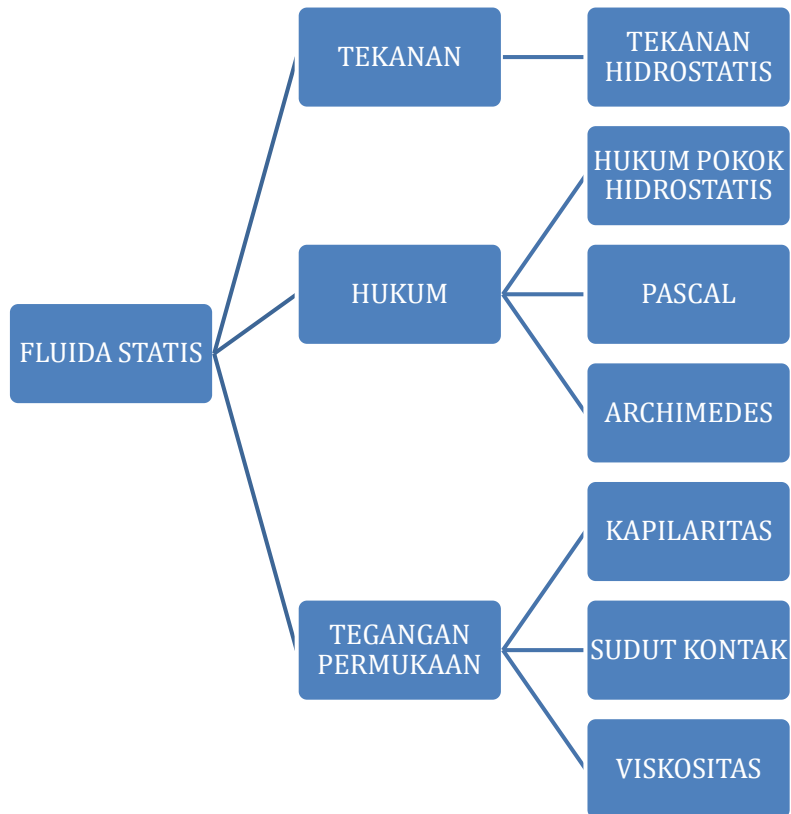 FLUIDA STATIS
TEKANAN
TEKANAN
HIDROSTATIS
HUKUM
HUKUM POKOK
HIDROSTATIS
PASCAL
ARCHIMEDES
TEGANGAN
PERMUKAAN
KAPILARITAS
SUDUT KONTAK
VISKOSITAS